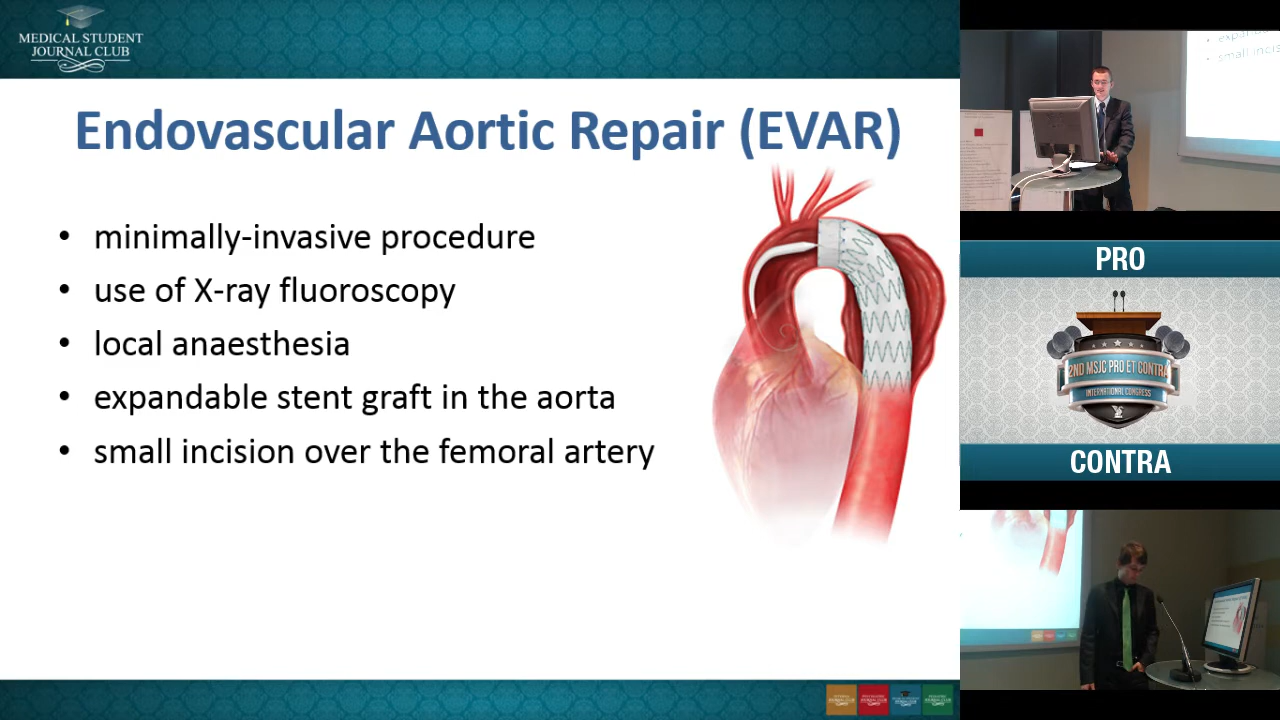 MEDICAL STUDENT
JOURNAL CLUB
Endovascular Aortic Repair (EVAR)
• minimally-invasive procedure
• use of X-ray fluoroscopy
• local anaesthesia
• expandable stent graft in the aorta
• small incision over the femoral artery
small incis
PRO
2ND MSJC PRO ET CONTRA
INTERNATIONAL CONGRESS
CONTRA